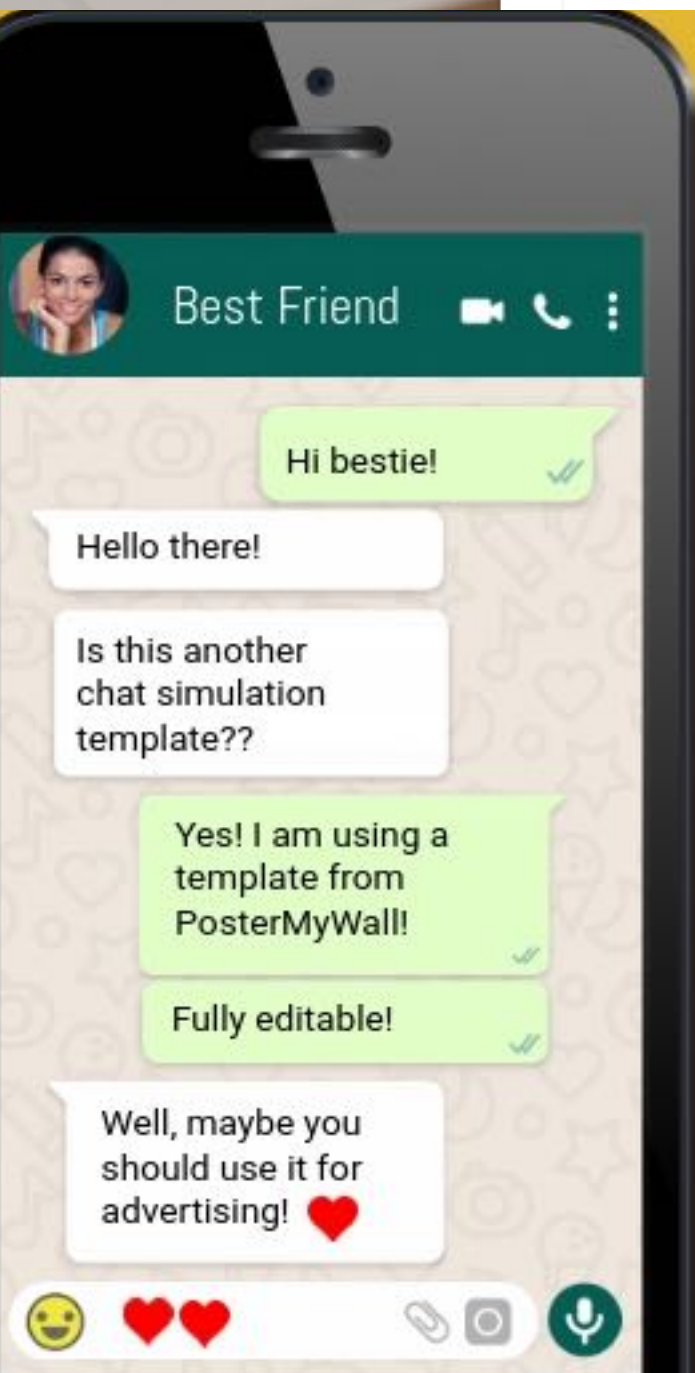 Best Friend
Hi bestie!
Hello there!
Is this another
chat simulation
template??
Yes! I am using a
template from
PosterMyWall!
Fully editable!
Well, maybe you
should use it for
advertising! ❤️
❤️❤️